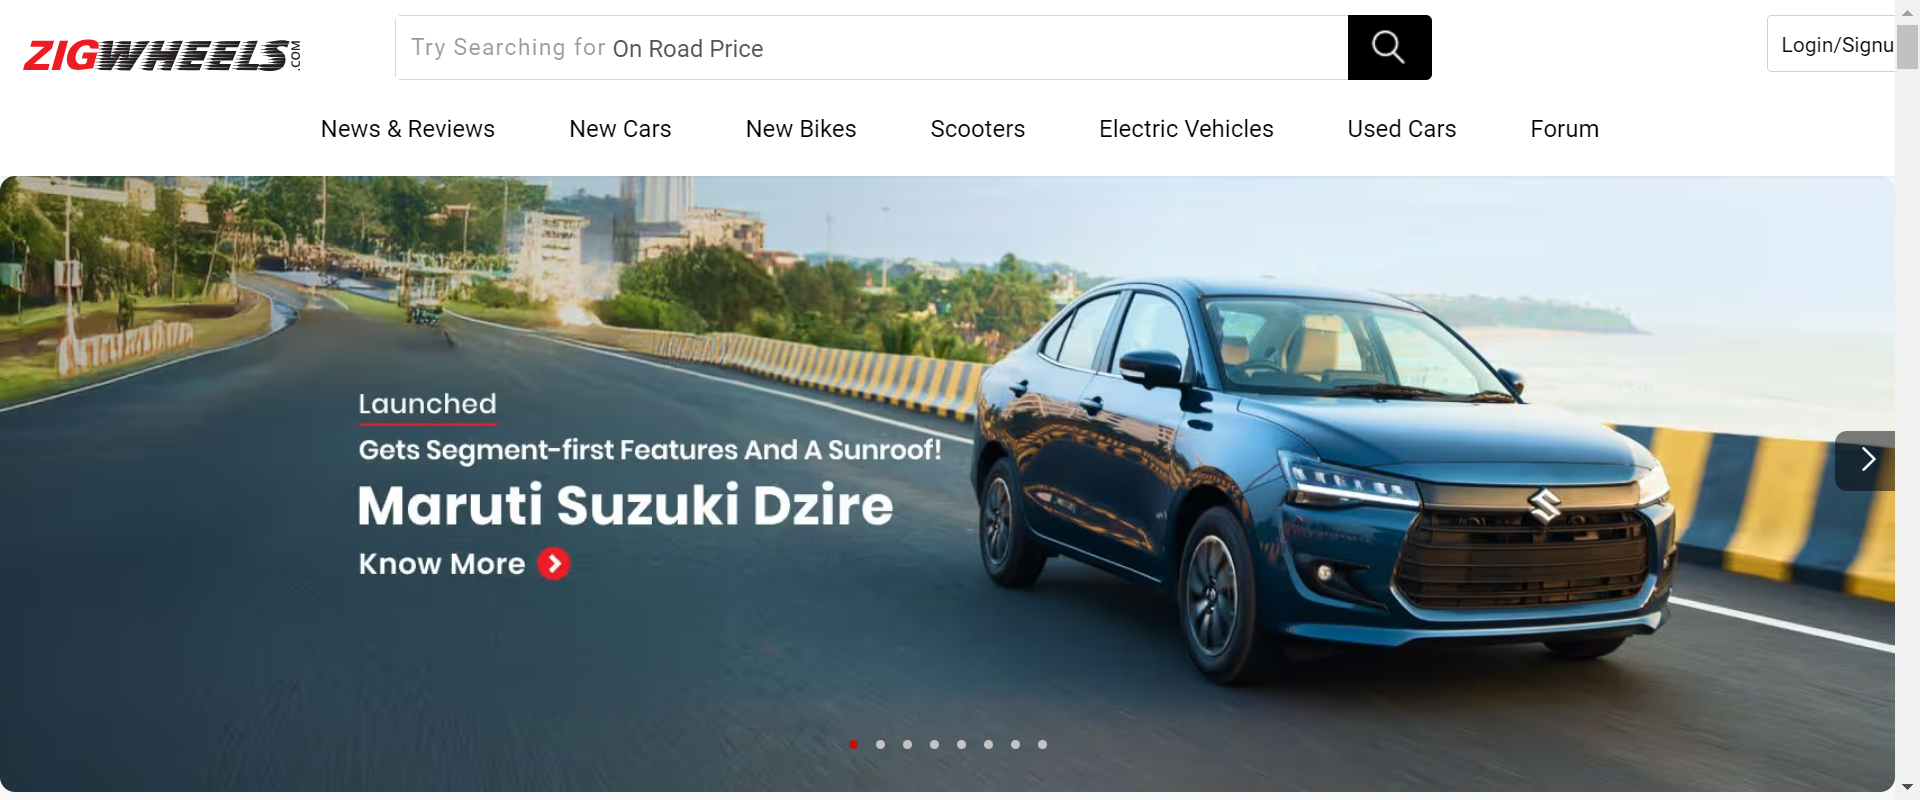 ZIGWHEELS.COM
Try Searching for On Road Price
Login/Signu
News & Reviews
New Cars
New Bikes
Scooters
Electric Vehicles
Used Cars
Forum
Launched
Gets Segment-first Features And A Sunroof!
Maruti Suzuki Dzire
Know More